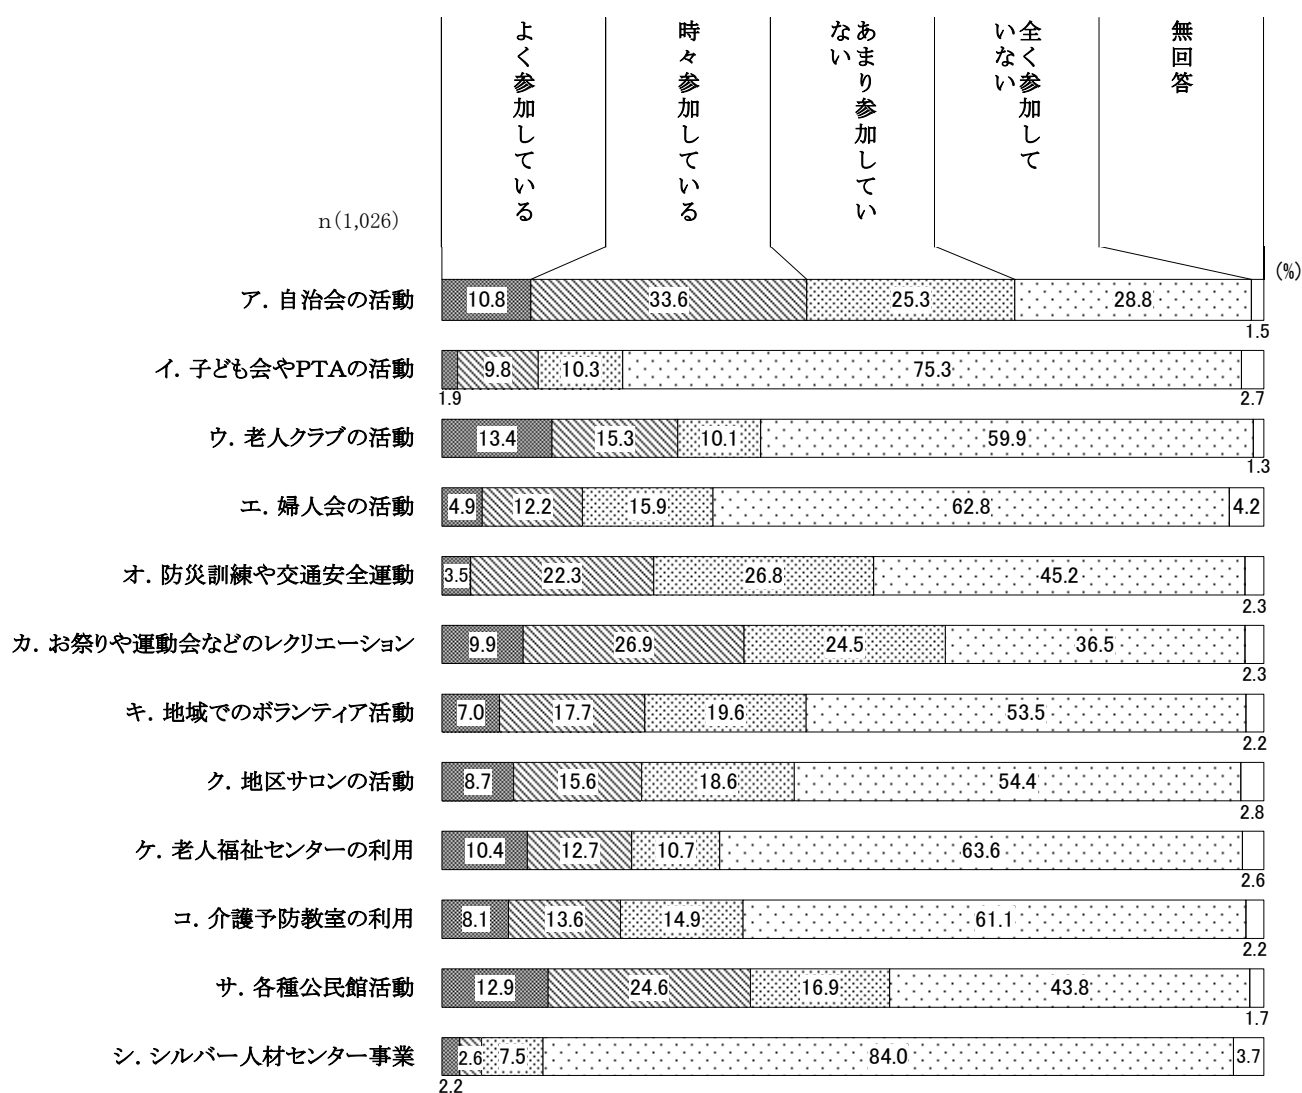 よく参加している
時々参加している
あまり参加してい
ない
全く参加して
いない
無回答
n(1,026)
(%)
ア．自治会の活動 10.8 33.6 25.3 28.8
1.5
イ．子ども会やPTAの活動 9.8 10.3 75.3
1.9 2.7
ウ．老人クラブの活動 13.4 15.3 10.1 59.9
1.3
エ．婦人会の活動 4.9 12.2 15.9 62.8 4.2
オ．防災訓練や交通安全運動 3.5 22.3 26.8 45.2
2.3
カ．お祭りや運動会などのレクリエーション 9.9 26.9 24.5 36.5
2.3
キ．地域でのボランティア活動 7.0 17.7 19.6 53.5
2.2
ク．地区サロンの活動 8.7 15.6 18.6 54.4
2.8
ケ．老人福祉センターの利用 10.4 12.7 10.7 63.6
2.6
コ．介護予防教室の利用 8.1 13.6 14.9 61.1
2.2
サ．各種公民館活動 12.9 24.6 16.9 43.8
1.7
シ．シルバー人材センター事業 2.6 7.5 84.0 3.7
2.2